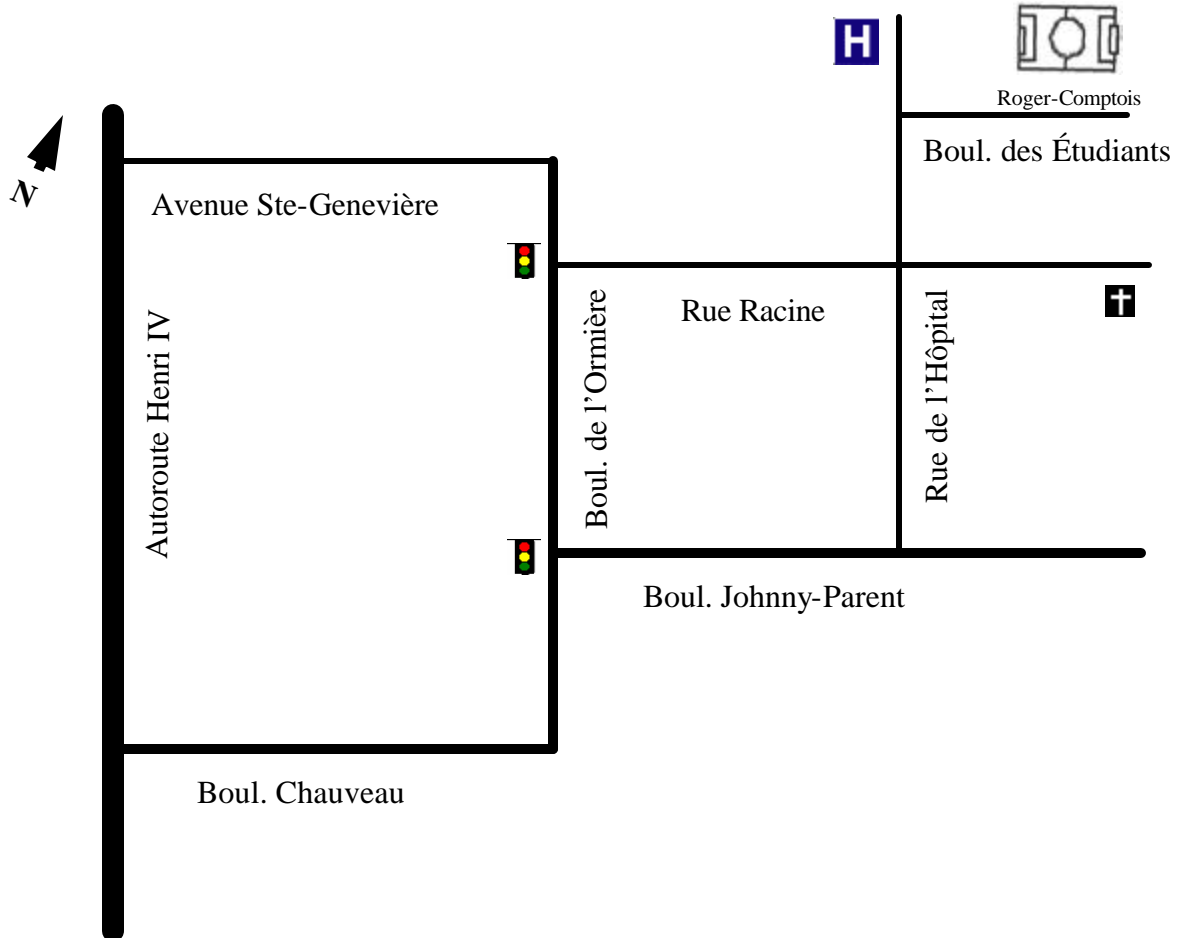 H
Roger-Comptois
Boul. des Étudiants
N
Avenue Ste-Genevière
Rue Racine
Autoroute Henri IV
Boul. de l'Ormière
Rue de l'Hôpital
Boul. Johnny-Parent
Boul. Chauveau